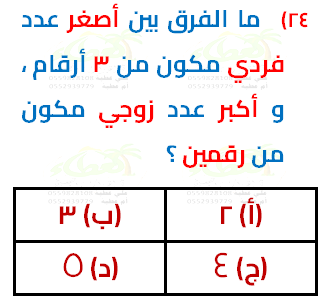 ٢٤) ما الفرق بين أصغر عدد
فردي مكون من ٣ أرقام ،
و أكبر عدد زوجي مكون
من رقمين ؟
(أ) ٢ (ب) ٣
(ج) ٤ (د) ٥